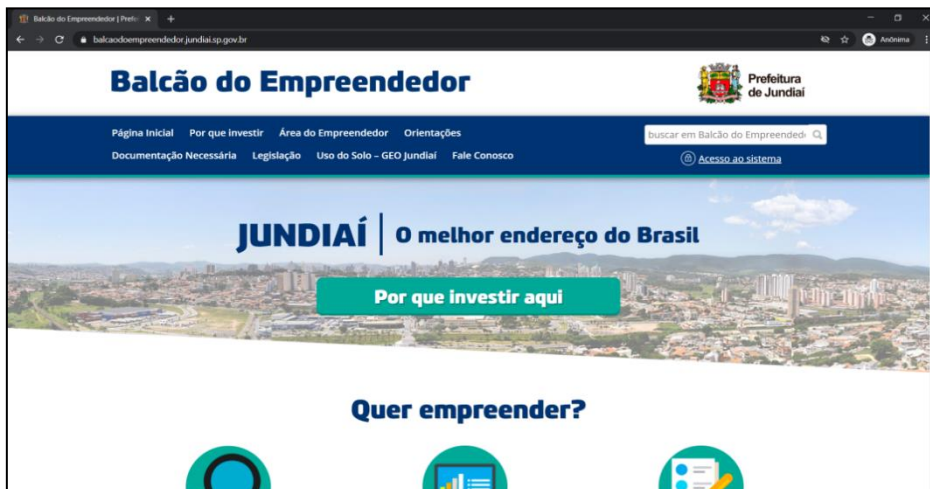 Balcão do Empreendedor | Prefei
balcaodoempreendedor.jundiai.sp.gov.br
Anônima
Balcão do Empreendedor
Prefeitura
de Jundiaí
Página Inicial Por que investir Área do Empreendedor Orientações
buscar em Balcão do Empreended
Documentação Necessária Legislação Uso do Solo – GEO Jundiaí Fale Conosco
Acesso ao sistema
JUNDIAÍ | O melhor endereço do Brasil
Por que investir aqui
Quer empreender?